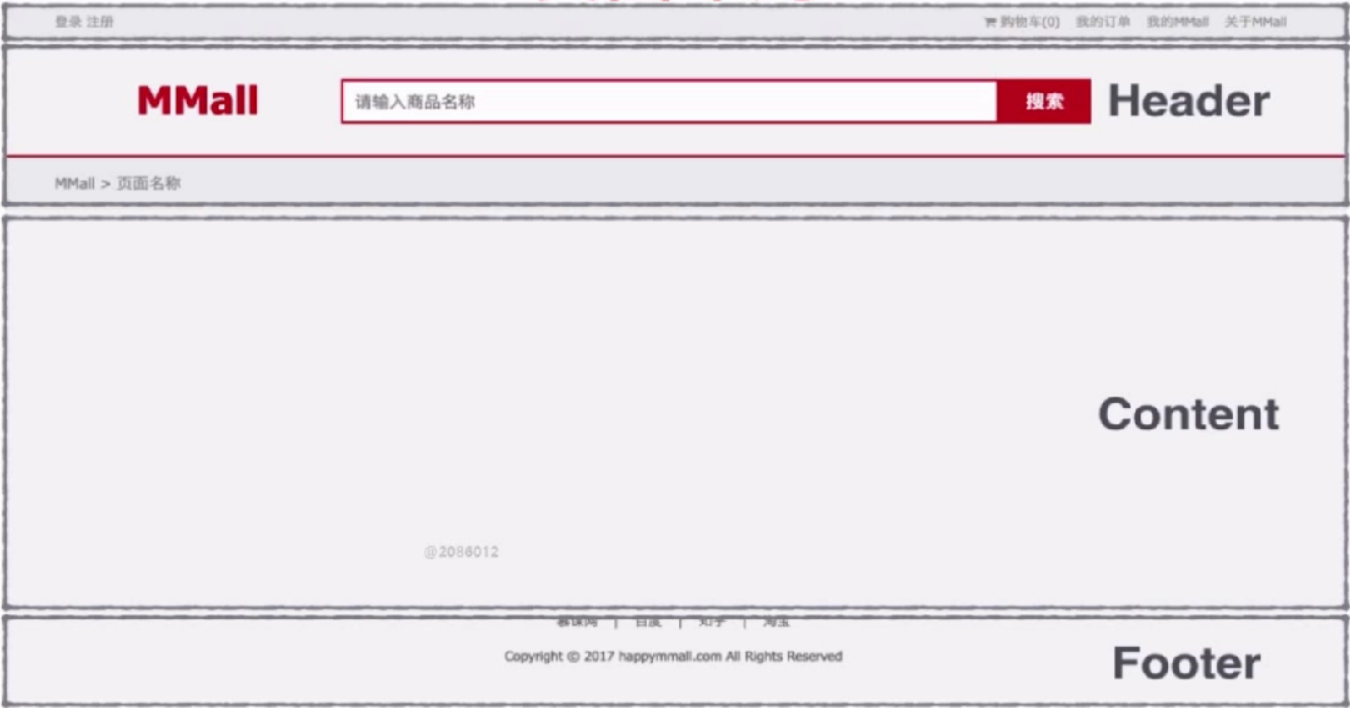 登录 注册
购物车(0) 我的订单 我的MMall 关于MMall
MMall 请输入商品名称 搜索 Header
MMall > 页面名称
Content
@2086012
慕课网 | 百度 | 知乎 | 淘宝
Copyright © 2017 happymmall.com All Rights Reserved
Footer